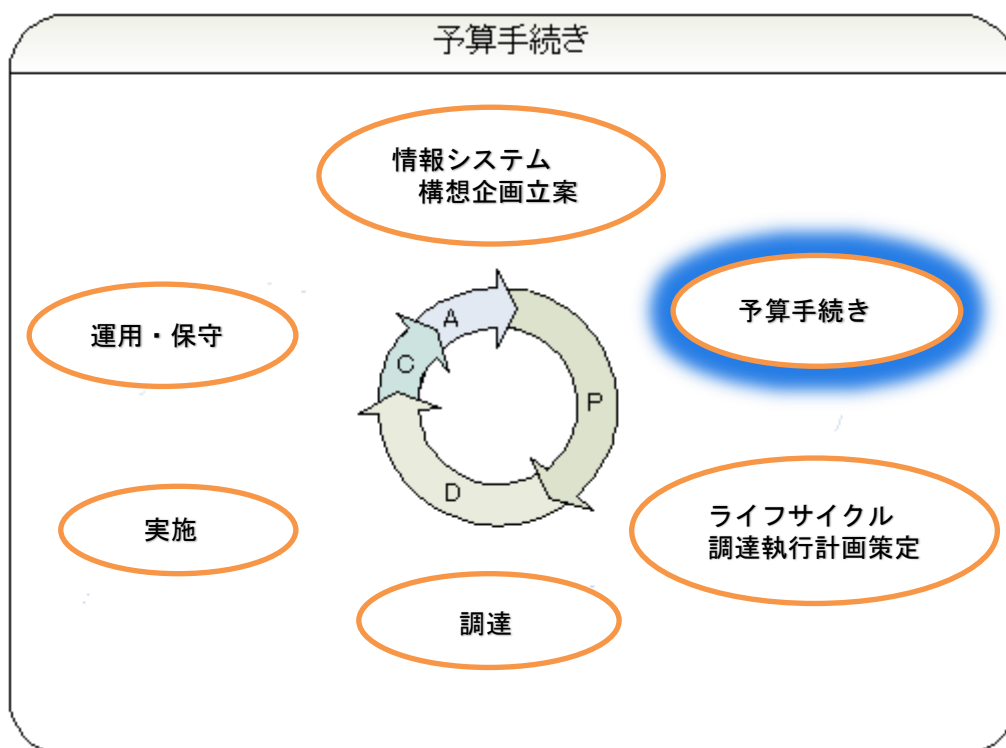 予算手続き
情報システム
構想企画立案
予算手続き
運用・保守
A
C
P
D
実施
ライフサイクル
調達執行計画策定
調達